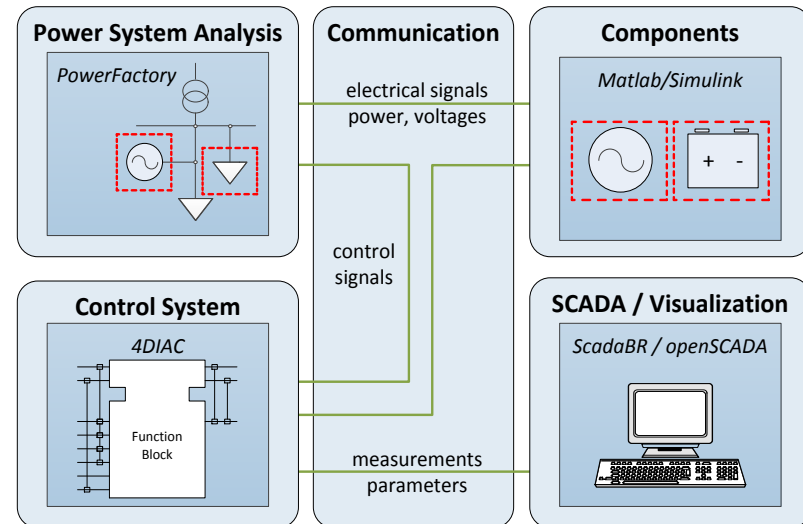 Power System Analysis
PowerFactory
Communication
electrical signals
power, voltages
control
signals
measurements
parameters
Components
Matlab/Simulink
+ -
Control System
4DIAC
Function
Block
SCADA / Visualization
ScadaBR / openSCADA